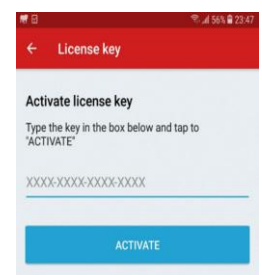 56% 23:47
License key
Activate license key
Type the key in the box below and tap to
"ACTIVATE"
XXXX-XXXX-XXXX-XXXX
ACTIVATE